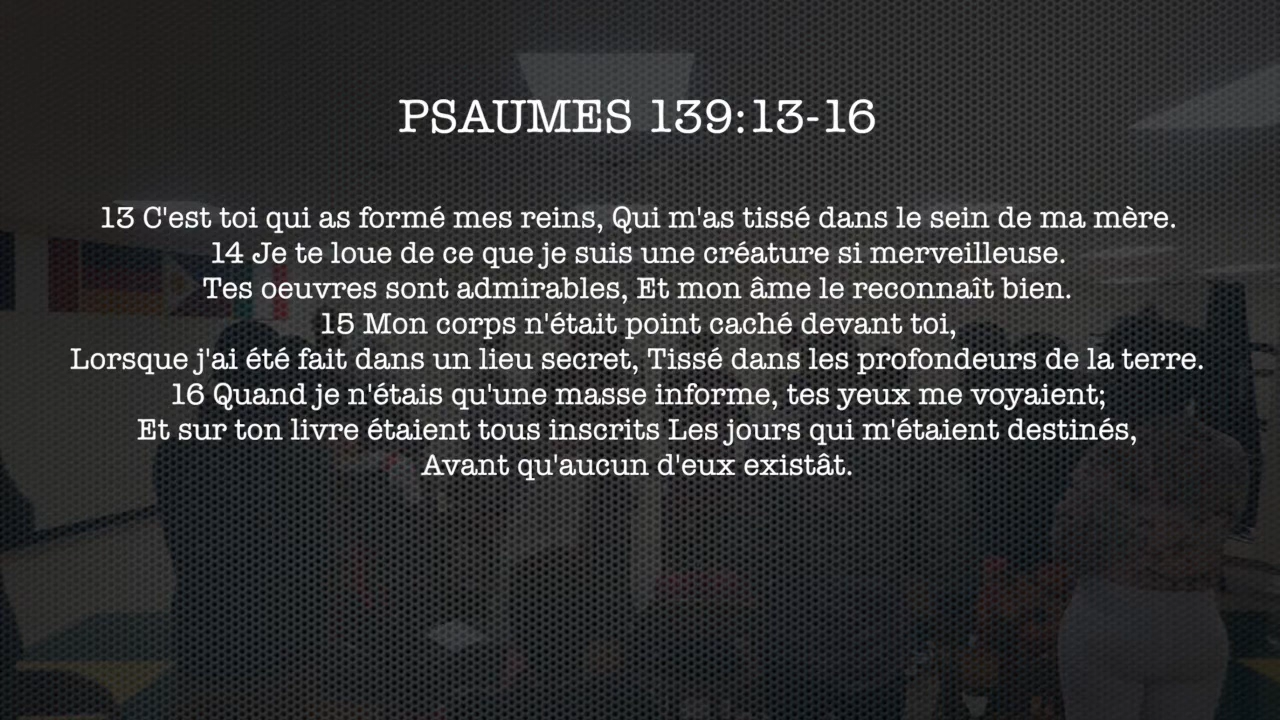 PSAUMES 139:13-16
13 C'est toi qui as formé mes reins, Qui m'as tissé dans le sein de ma mère.
14 Je te loue de ce que je suis une créature si merveilleuse.
Tes oeuvres sont admirables, Et mon âme le reconnaît bien.
15 Mon corps n'était point caché devant toi,
Lorsque j'ai été fait dans un lieu secret, Tissé dans les profondeurs de la terre.
16 Quand je n'étais qu'une masse informe, tes yeux me voyaient;
Et sur ton livre étaient tous inscrits Les jours qui m'étaient destinés,
Avant qu'aucun d'eux existât.